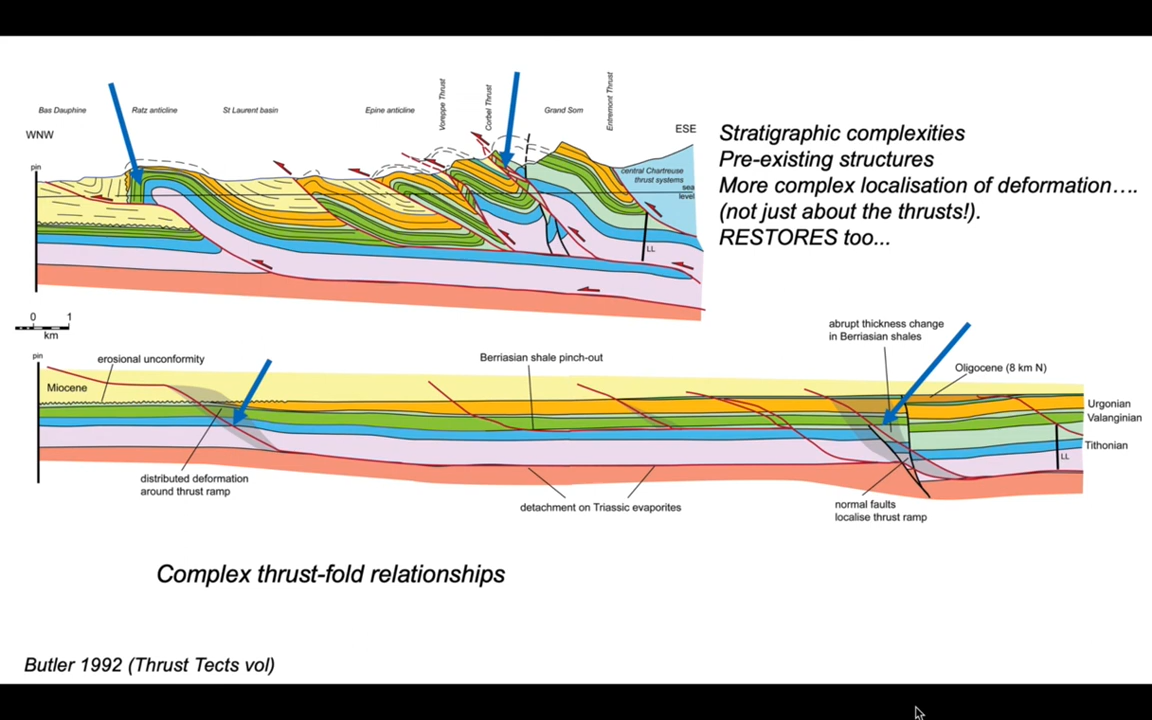 Bas Dauphine
Ratz anticline
St Laurent basin
Epine anticline
Voreppe Thrust
Corbel Thrust
Grand Som
Entremont Thrust
WNW
ESE
pin
central Chartreuse
thrust systems
sea
level
LL
Stratigraphic complexities
Pre-existing structures
More complex localisation of deformation….
(not just about the thrusts!).
RESTORES too...
0 1
km
pin
erosional unconformity
Miocene
Berriasian shale pinch-out
abrupt thickness change
in Berriasian shales
Oligocene (8 km N)
Urgonian
Valanginian
Tithonian
LL
distributed deformation
around thrust ramp
detachment on Triassic evaporites
normal faults
localise thrust ramp
Complex thrust-fold relationships
Butler 1992 (Thrust Tects vol)